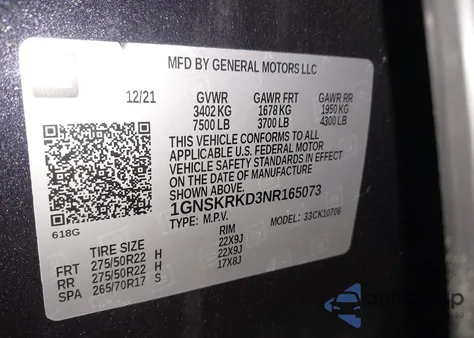 MFD BY GENERAL MOTORS LLC
12/21 GVWR GAWR FRT GAWR RR
3402 KG 1678 KG 1950 KG
7500 LB 3700 LB 4300 LB
THIS VEHICLE CONFORMS TO ALL
APPLICABLE U.S. FEDERAL MOTOR
VEHICLE SAFETY STANDARDS IN EFFECT
ON THE DATE OF MANUFACTURE
SHOWN ABOVE.
1GNSKRKD3NR165073
TYPE: M.P.V. MODEL: 33CK10706
618G
TIRE SIZE RIM
FRT 275/50R22 H 22X9J
RR 275/50R22 H 22X9J
SPA 265/70R17 S 17X8J